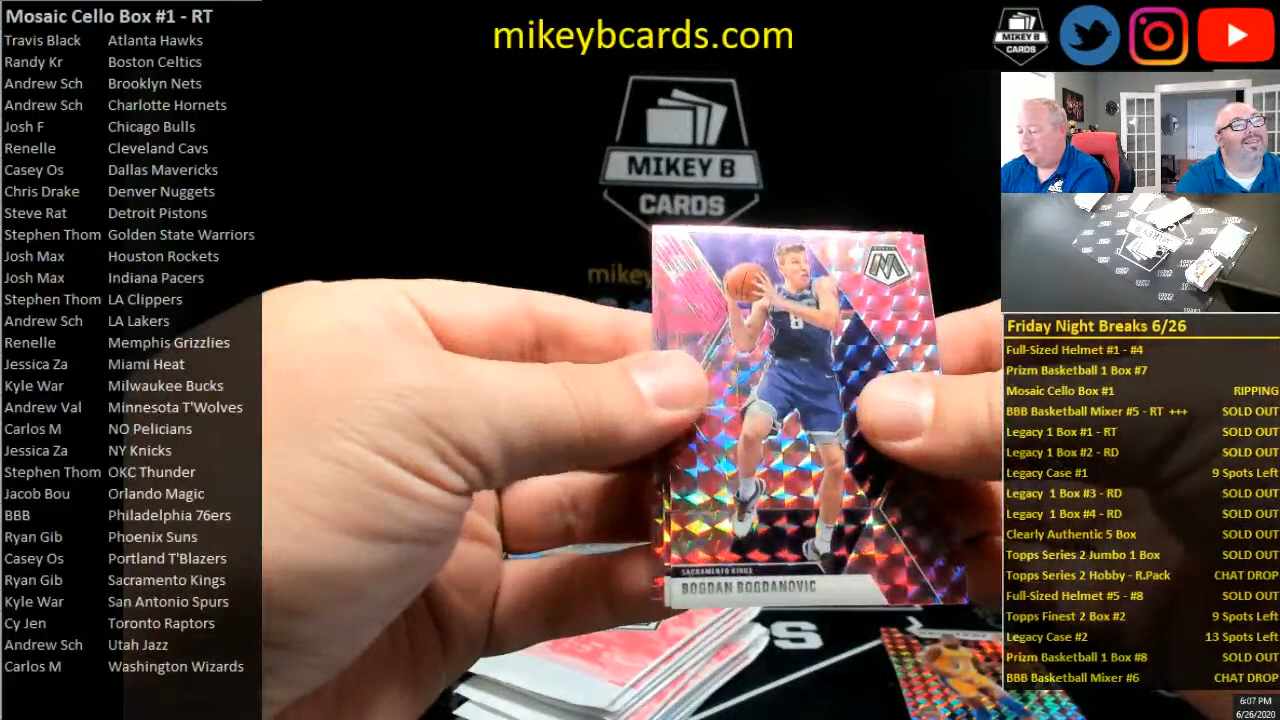 Mosaic Cello Box #1 - RT
Travis Black Atlanta Hawks
Randy Kr Boston Celtics
Andrew Sch Brooklyn Nets
Andrew Sch Charlotte Hornets
Josh F Chicago Bulls
Renelle Cleveland Cavs
Casey Os Dallas Mavericks
Chris Drake Denver Nuggets
Steve Rat Detroit Pistons
Stephen Thom Golden State Warriors
Josh Max Houston Rockets
Josh Max Indiana Pacers
Stephen Thom LA Clippers
Andrew Sch LA Lakers
Renelle Memphis Grizzlies
Jessica Za Miami Heat
Kyle War Milwaukee Bucks
Andrew Val Minnesota T'Wolves
Carlos M NO Pelicians
Jessica Za NY Knicks
Stephen Thom OKC Thunder
Jacob Bou Orlando Magic
BBB Philadelphia 76ers
Ryan Gib Phoenix Suns
Casey Os Portland T'Blazers
Ryan Gib Sacramento Kings
Kyle War San Antonio Spurs
Cy Jen Toronto Raptors
Andrew Sch Utah Jazz
Carlos M Washington Wizards
mikeybcards.com
MIKEY B
CARDS
mikey
MOSAIC
M
8
SACRAMENTO KINGS
BOGDAN BOGDANOVIC
S
MIKEY B
CARDS
Friday Night Breaks 6/26
Full-Sized Helmet #1 - #4
Prizm Basketball 1 Box #7
Mosaic Cello Box #1 RIPPING
BBB Basketball Mixer #5 - RT +++ SOLD OUT
Legacy 1 Box #1 - RT SOLD OUT
Legacy 1 Box #2 - RD SOLD OUT
Legacy Case #1 9 Spots Left
Legacy 1 Box #3 - RD SOLD OUT
Legacy 1 Box #4 - RD SOLD OUT
Clearly Authentic 5 Box SOLD OUT
Topps Series 2 Jumbo 1 Box SOLD OUT
Topps Series 2 Hobby - R.Pack CHAT DROP
Full-Sized Helmet #5 - #8 SOLD OUT
Topps Finest 2 Box #2 9 Spots Left
Legacy Case #2 13 Spots Left
Prizm Basketball 1 Box #8 SOLD OUT
BBB Basketball Mixer #6 CHAT DROP
6:07 PM
6/26/2020